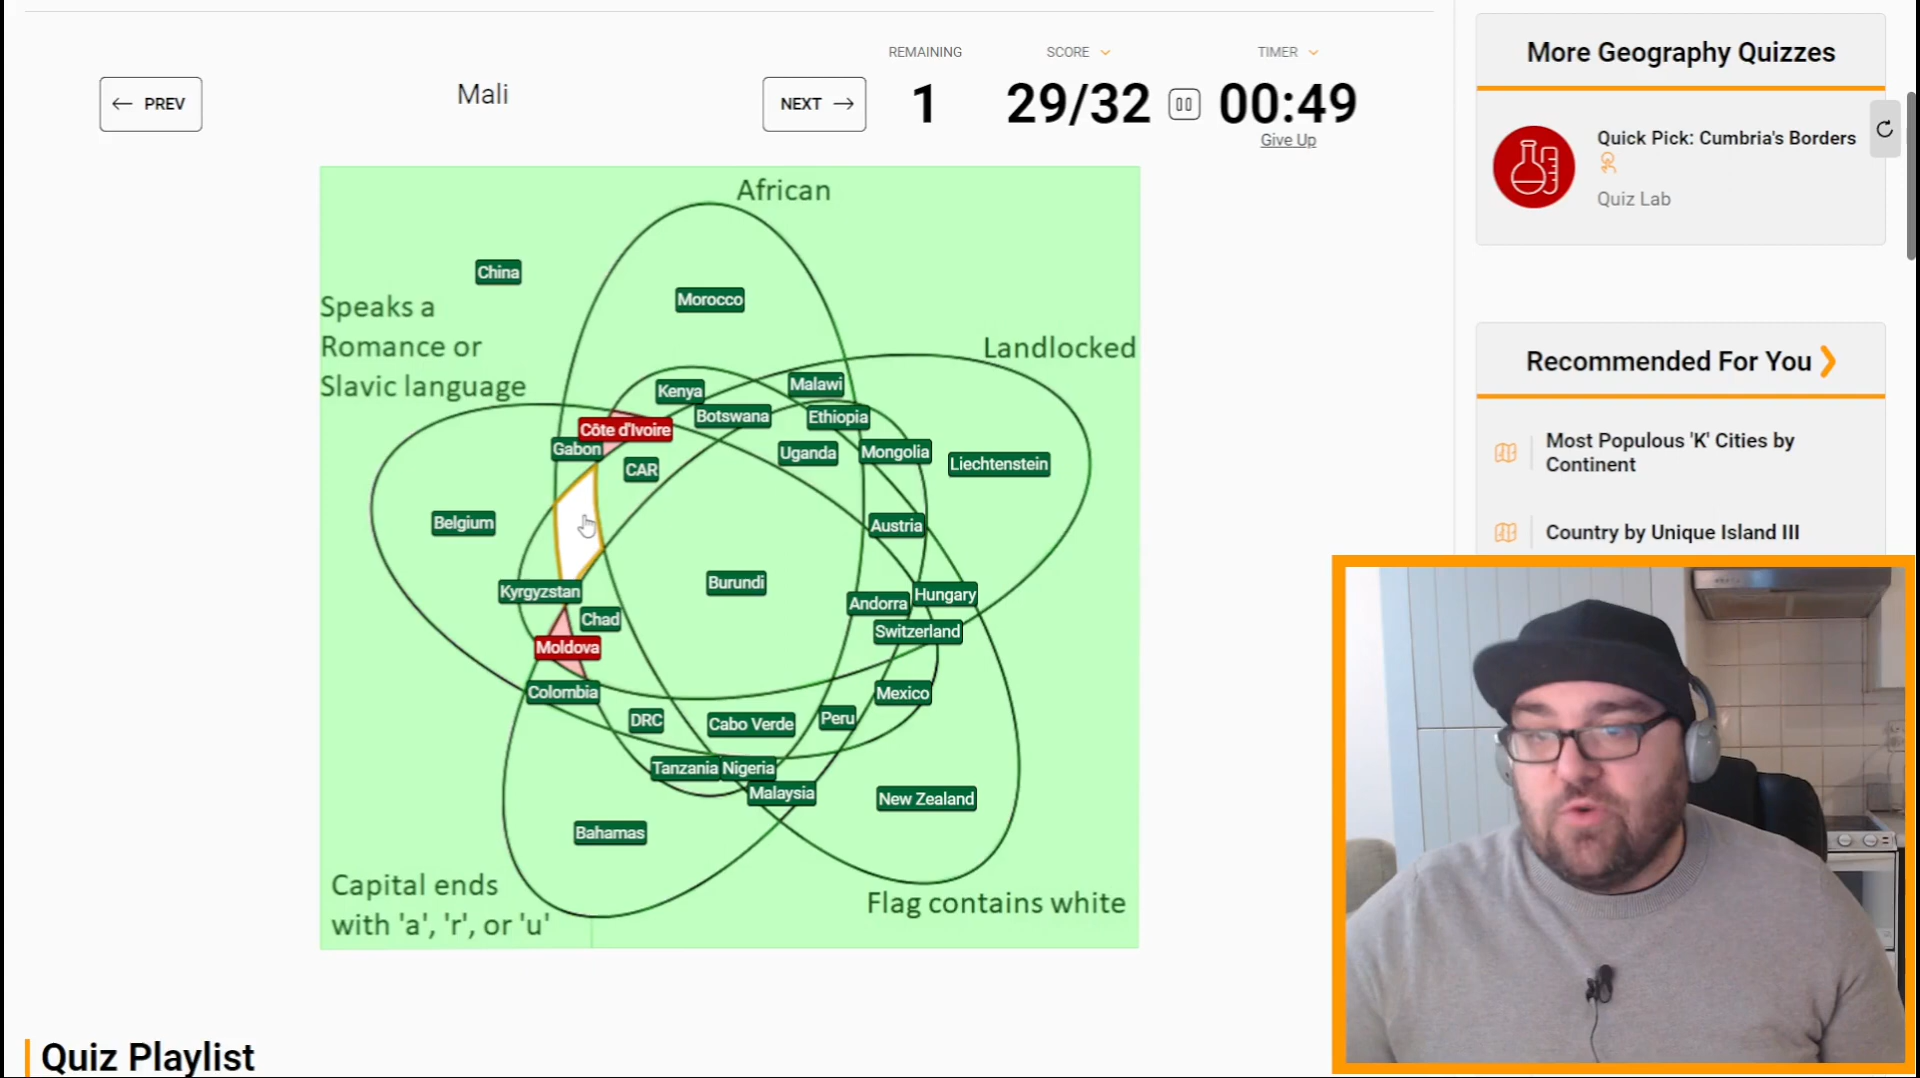 REMAINING
SCORE
TIMER
← PREV
Mali
NEXT →
1
29/32
00:49
Give Up
African
China
Speaks a
Romance or
Slavic language
Morocco
Landlocked
Kenya
Malawi
Botswana
Ethiopia
Côte d'Ivoire
Gabon
CAR
Uganda
Mongolia
Liechtenstein
Belgium
Austria
Kyrgyzstan
Burundi
Chad
Andorra
Hungary
Switzerland
Moldova
Colombia
DRC
Cabo Verde
Peru
Mexico
Tanzania
Nigeria
Malaysia
New Zealand
Bahamas
Capital ends
with 'a', 'r', or 'u'
Flag contains white
Quiz Playlist
More Geography Quizzes
Quick Pick: Cumbria's Borders
Quiz Lab
Recommended For You
Most Populous 'K' Cities by
Continent
Country by Unique Island III